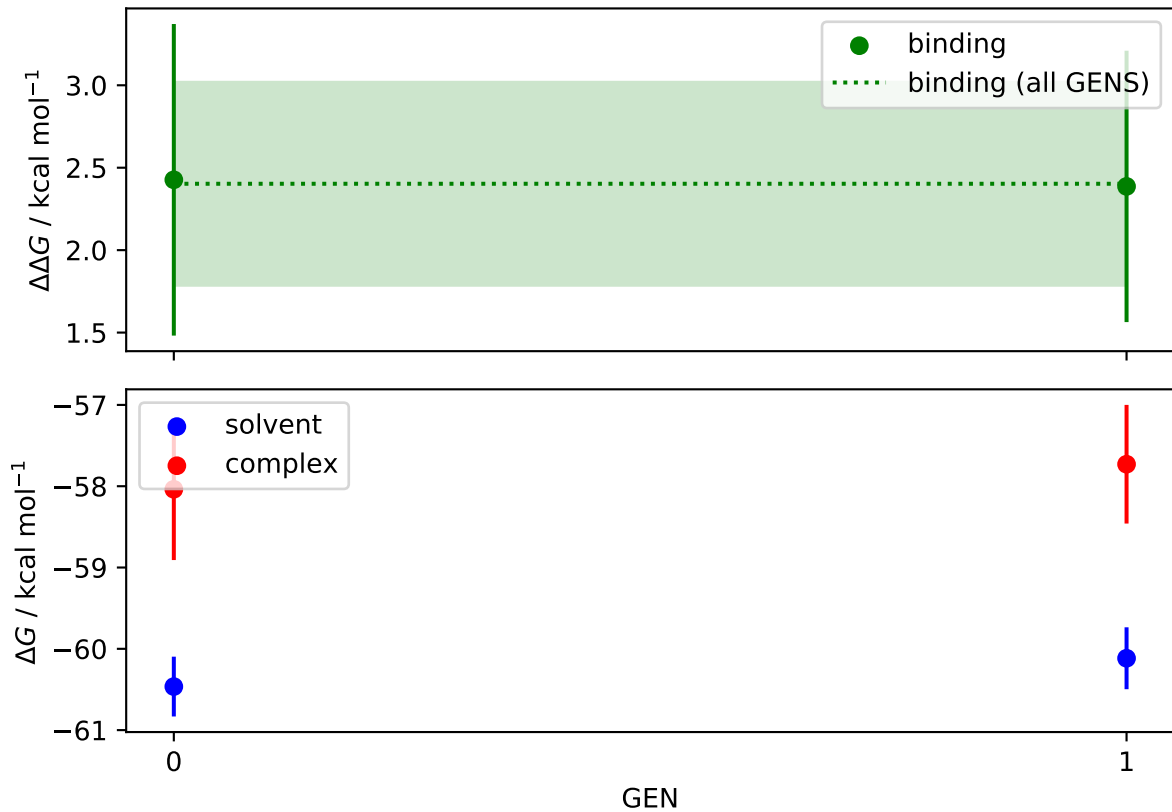 binding
binding (all GENS)
3.0
2.5
2.0
1.5
ΔΔG / kcal mol⁻¹
solvent
complex
−57
−58
−59
−60
−61
ΔG / kcal mol⁻¹
0
1
GEN